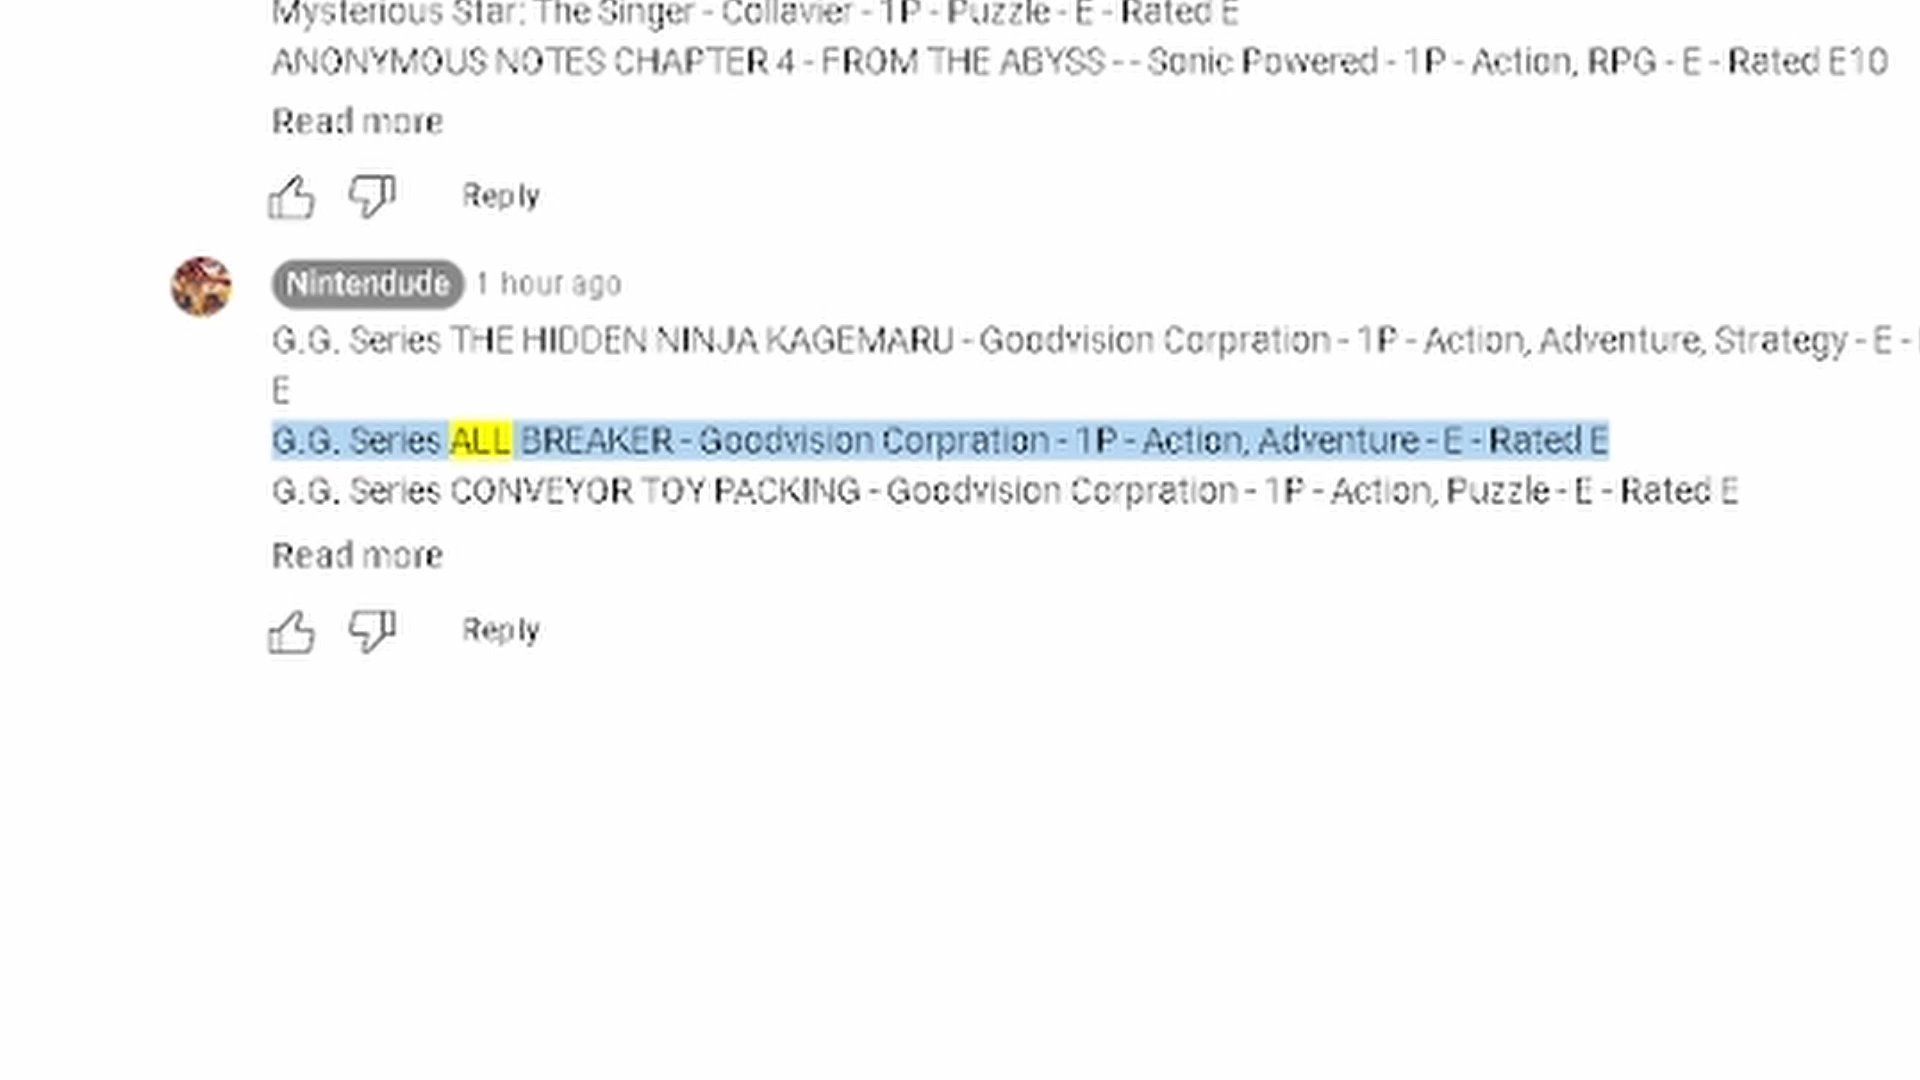 Mysterious Star: The Singer - Collavier - 1P - Puzzle - E - Rated E
ANONYMOUS NOTES CHAPTER 4 - FROM THE ABYSS - - Sonic Powered - 1P - Action, RPG - E - Rated E10
Read more
Reply
Nintendude 1 hour ago
G.G. Series THE HIDDEN NINJA KAGEMARU - Goodvision Corpration - 1P - Action, Adventure, Strategy - E -
E
G.G. Series ALL BREAKER - Goodvision Corpration - 1P - Action, Adventure - E - Rated E
G.G. Series CONVEYOR TOY PACKING - Goodvision Corpration - 1P - Action, Puzzle - E - Rated E
Read more
Reply